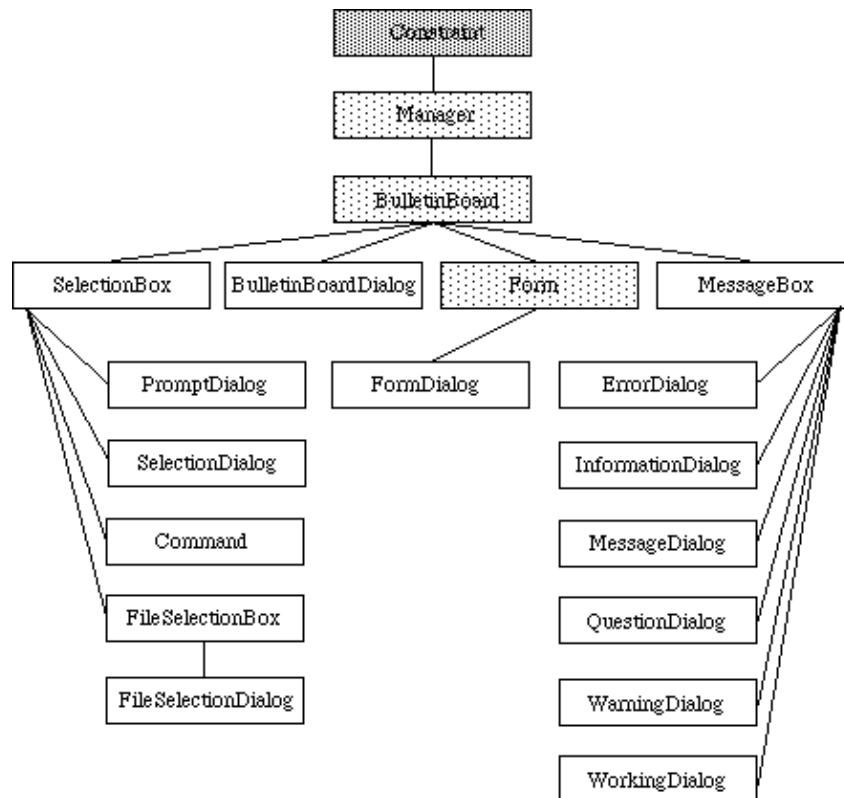 Constraint
Manager
BulletinBoard
SelectionBox
BulletinBoardDialog
Form
MessageBox
PromptDialog
FormDialog
ErrorDialog
SelectionDialog
InformationDialog
Command
MessageDialog
FileSelectionBox
QuestionDialog
FileSelectionDialog
WarningDialog
WorkingDialog